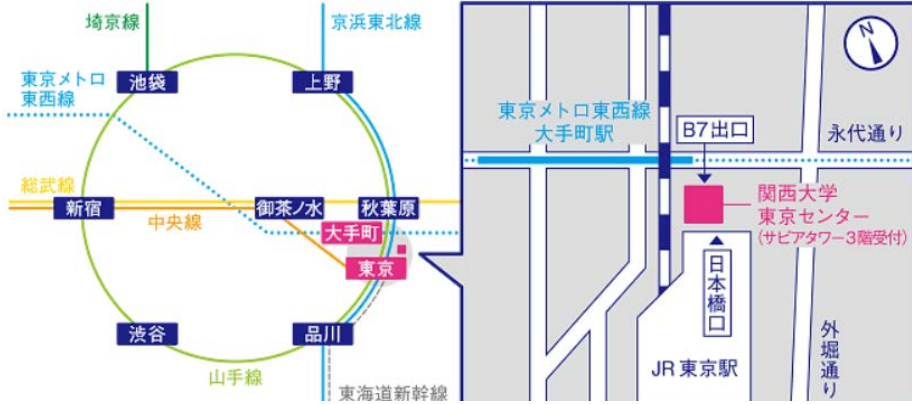 埼京線
京浜東北線
池袋
上野
東京メトロ
東西線
総武線
新宿
中央線
御茶ノ水
秋葉原
大手町
東京
渋谷
品川
山手線
東海道新幹線
N
東京メトロ東西線
大手町駅
B7出口
永代通り
関西大学
東京センター
(サピアタワー3階受付)
日本橋口
JR東京駅
外堀通り